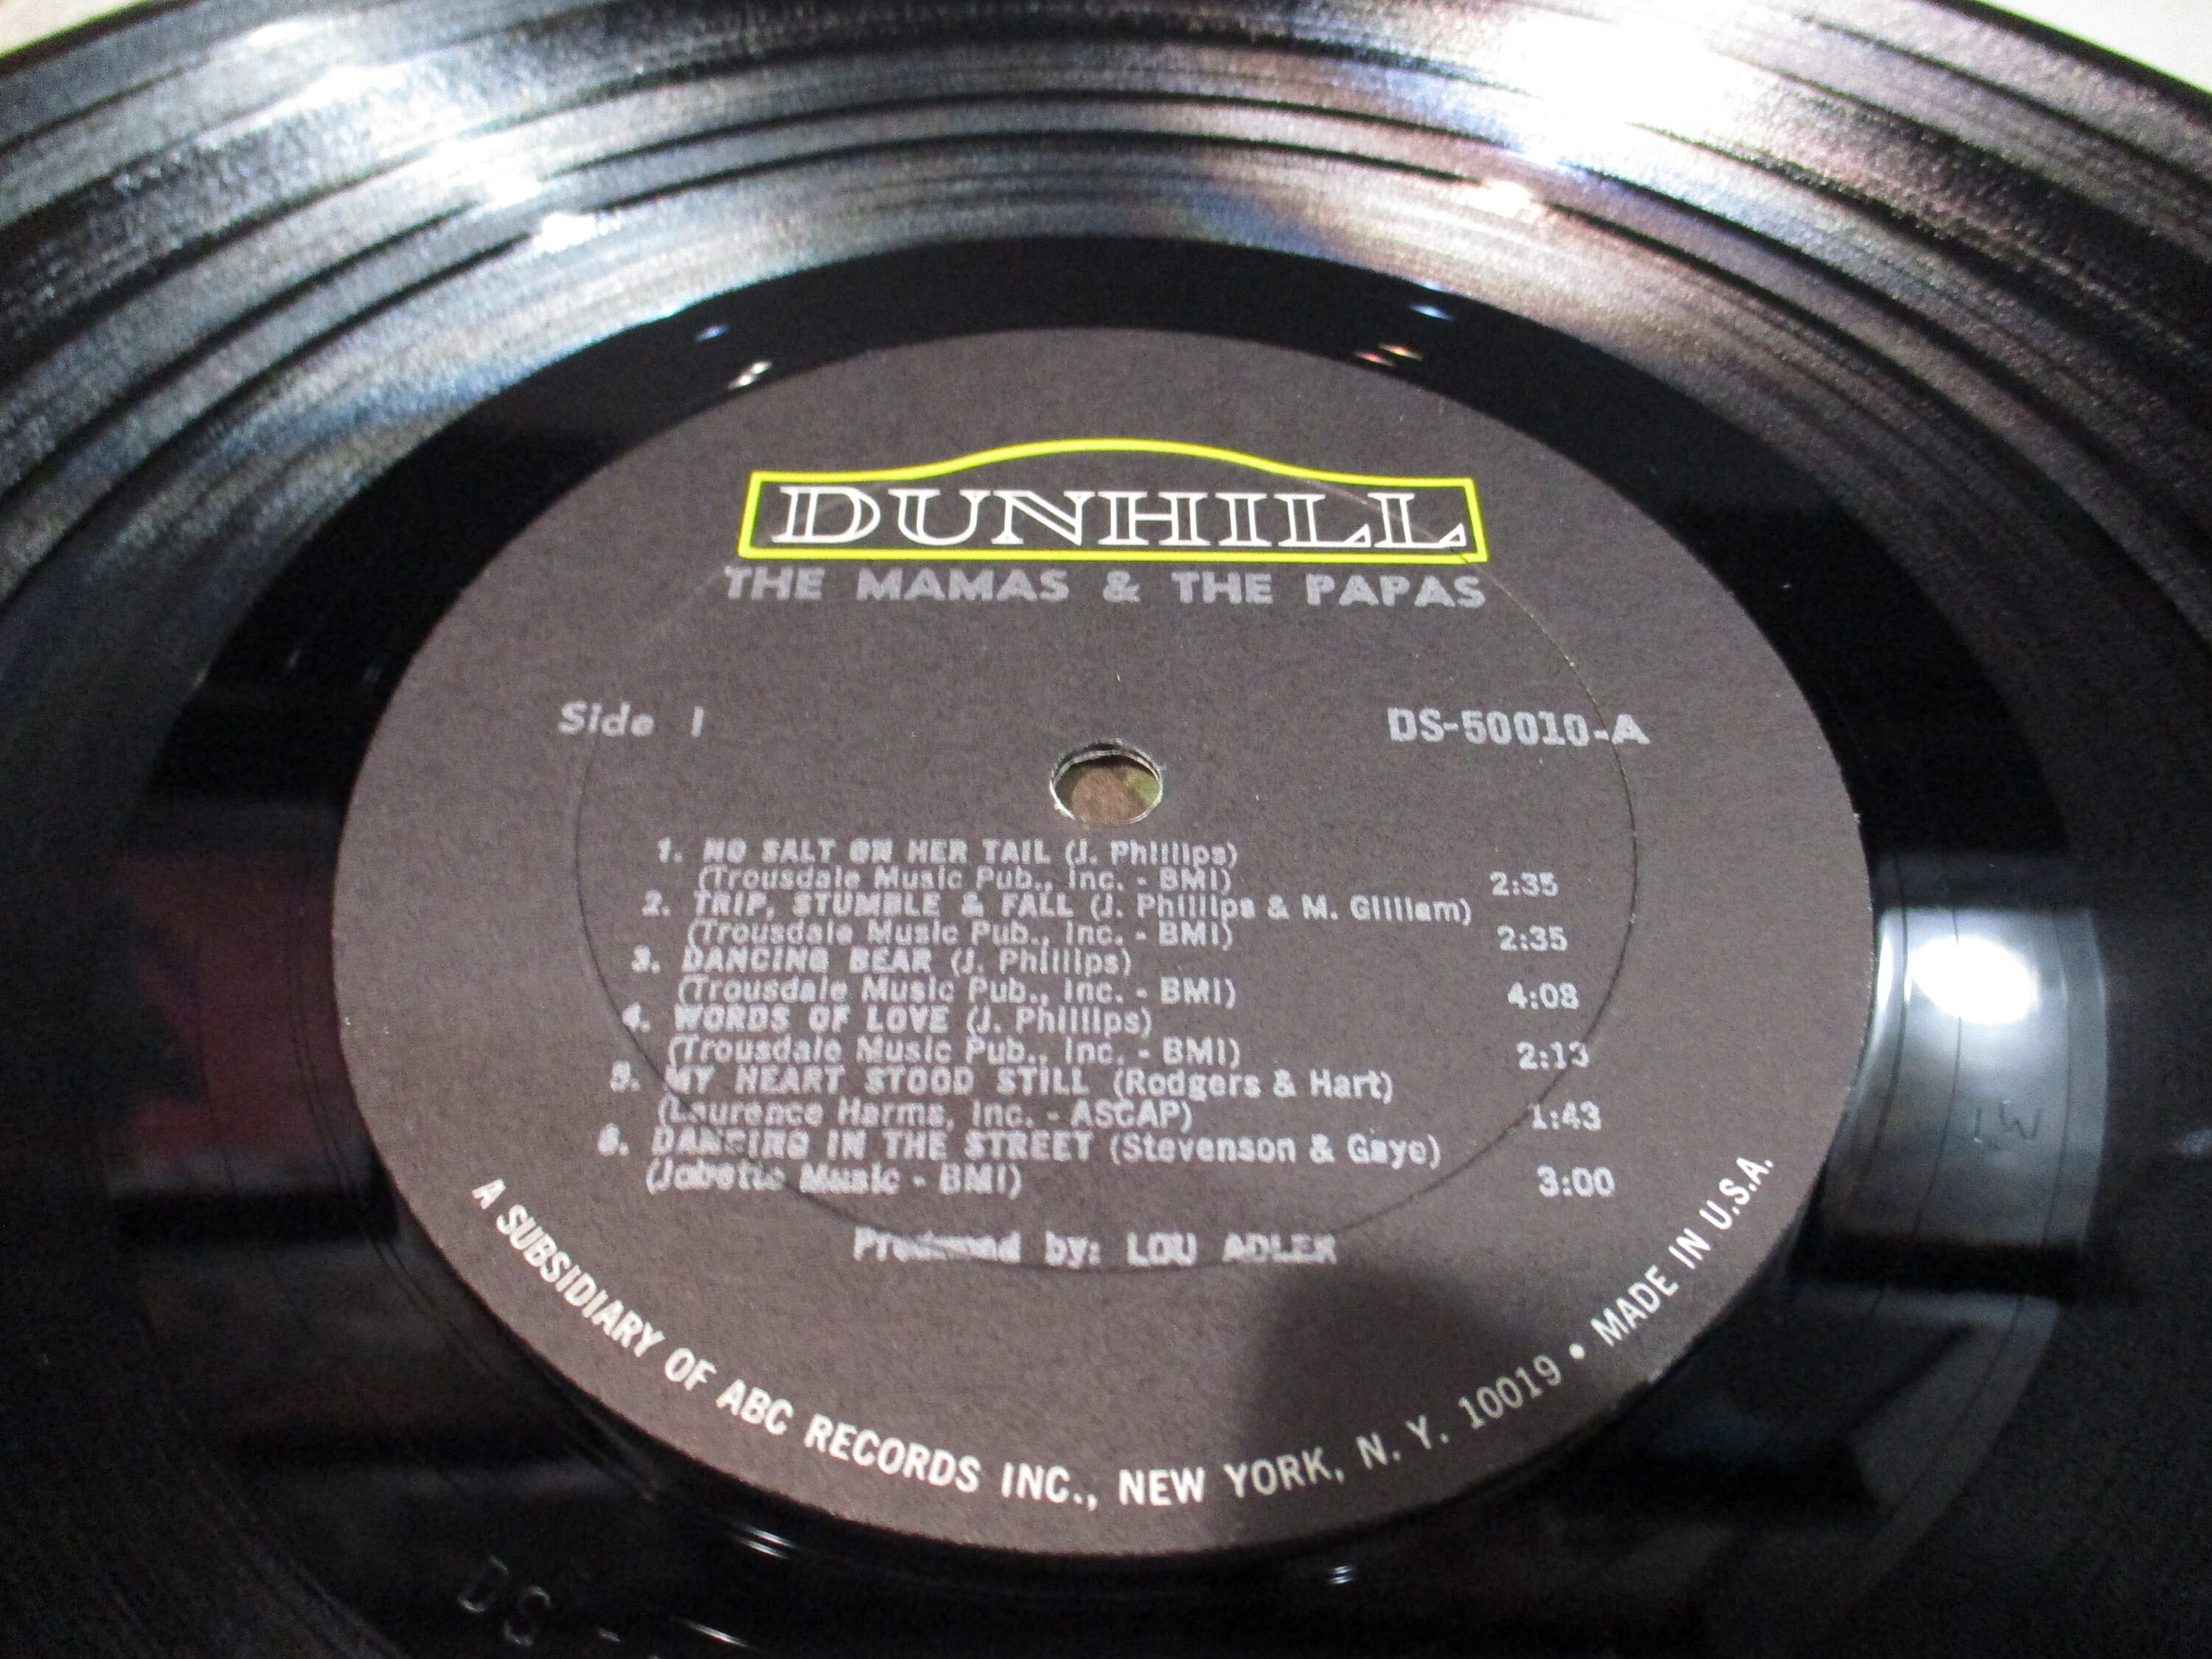 DUNHILL
THE MAMAS & THE PAPAS
Side 1
DS-50010-A
1. NO SALT ON HER TAIL (J. Phillips)
(Trousdale Music Pub., Inc. - BMI) 2:35
2. TRIP, STUMBLE & FALL (J. Phillips & M. Gilliam)
(Trousdale Music Pub., Inc. - BMI) 2:35
3. DANCING BEAR (J. Phillips)
(Trousdale Music Pub., Inc. - BMI) 4:08
4. WORDS OF LOVE (J. Phillips)
(Trousdale Music Pub., Inc. - BMI) 2:13
5. MY HEART STOOD STILL (Rodgers & Hart)
(Laurence Harms, Inc. - ASCAP) 1:43
6. DANCING IN THE STREET (Stevenson & Gaye)
(Jobette Music - BMI) 3:00
Produced by: LOU ADLER
A SUBSIDIARY OF ABC RECORDS INC., NEW YORK, N. Y. 10019 • MADE IN U.S.A.
DS -